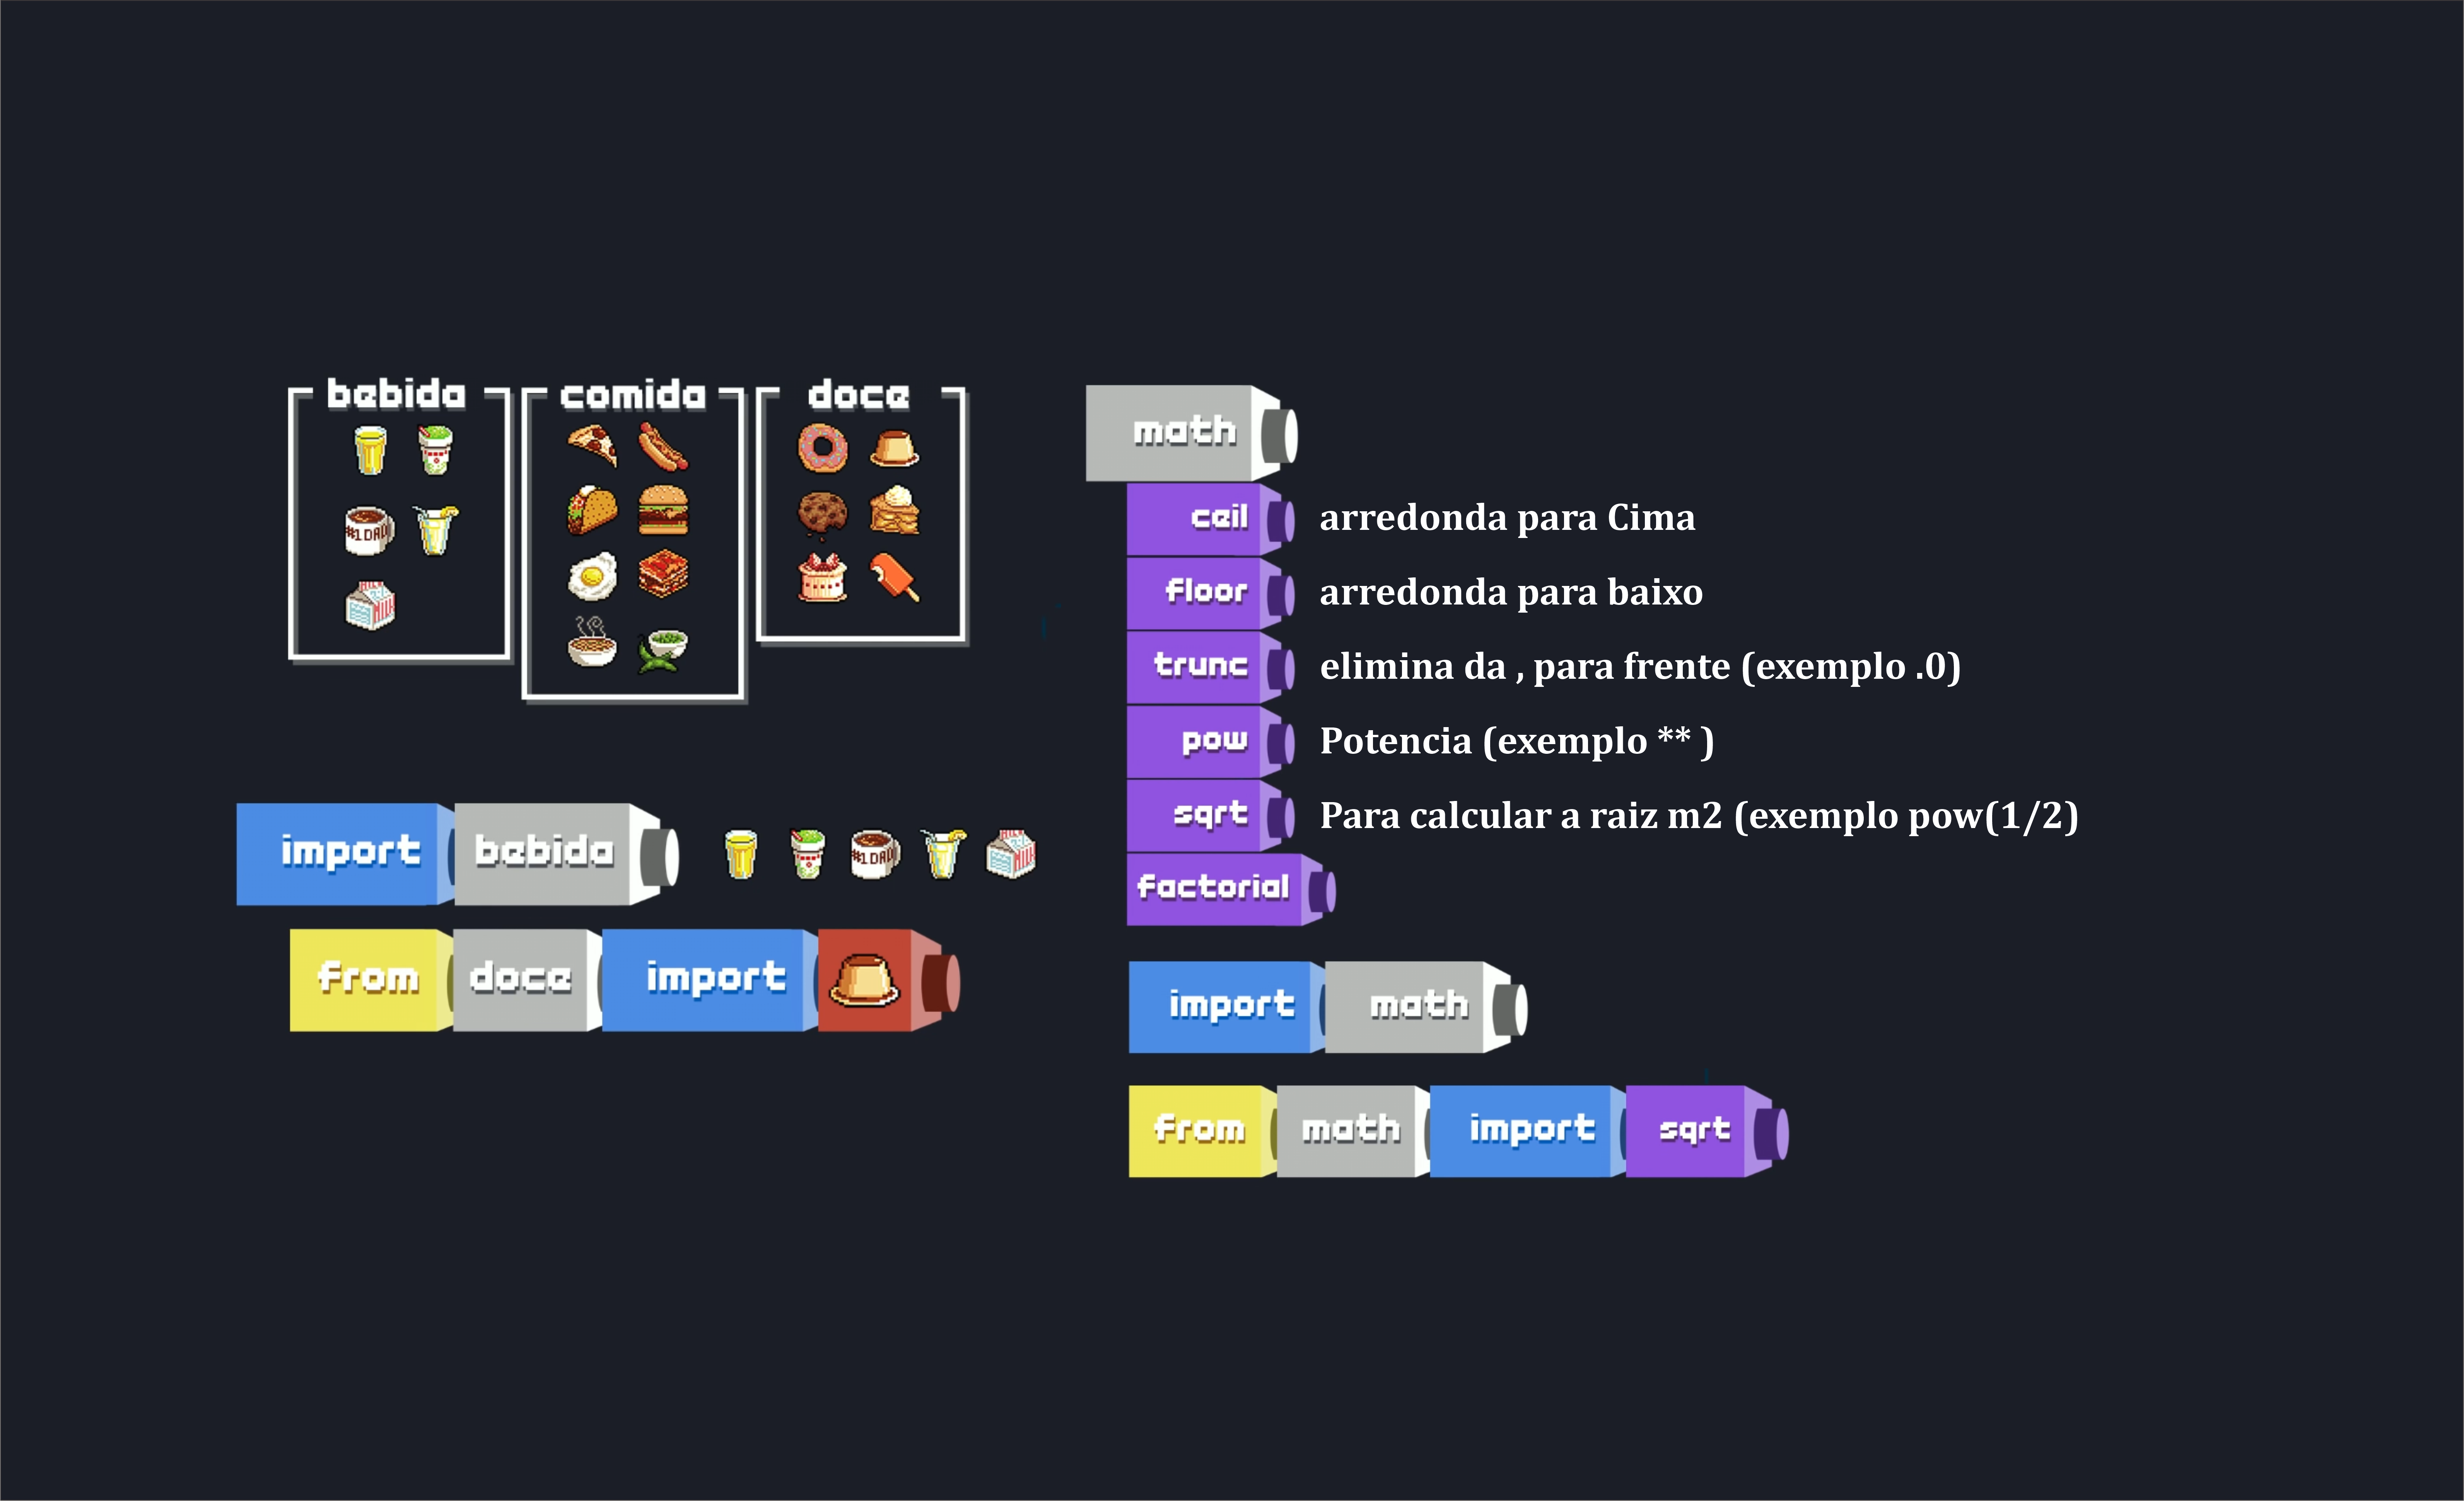 bebida
comida
doce
#1 DAD
MILK
import bebida
#1 DAD
MILK
from doce import
math
ceil arredonda para Cima
floor arredonda para baixo
trunc elimina da , para frente (exemplo .0)
pow Potencia (exemplo ** )
sqrt Para calcular a raiz m2 (exemplo pow(1/2)
factorial
import math
from math import sqrt